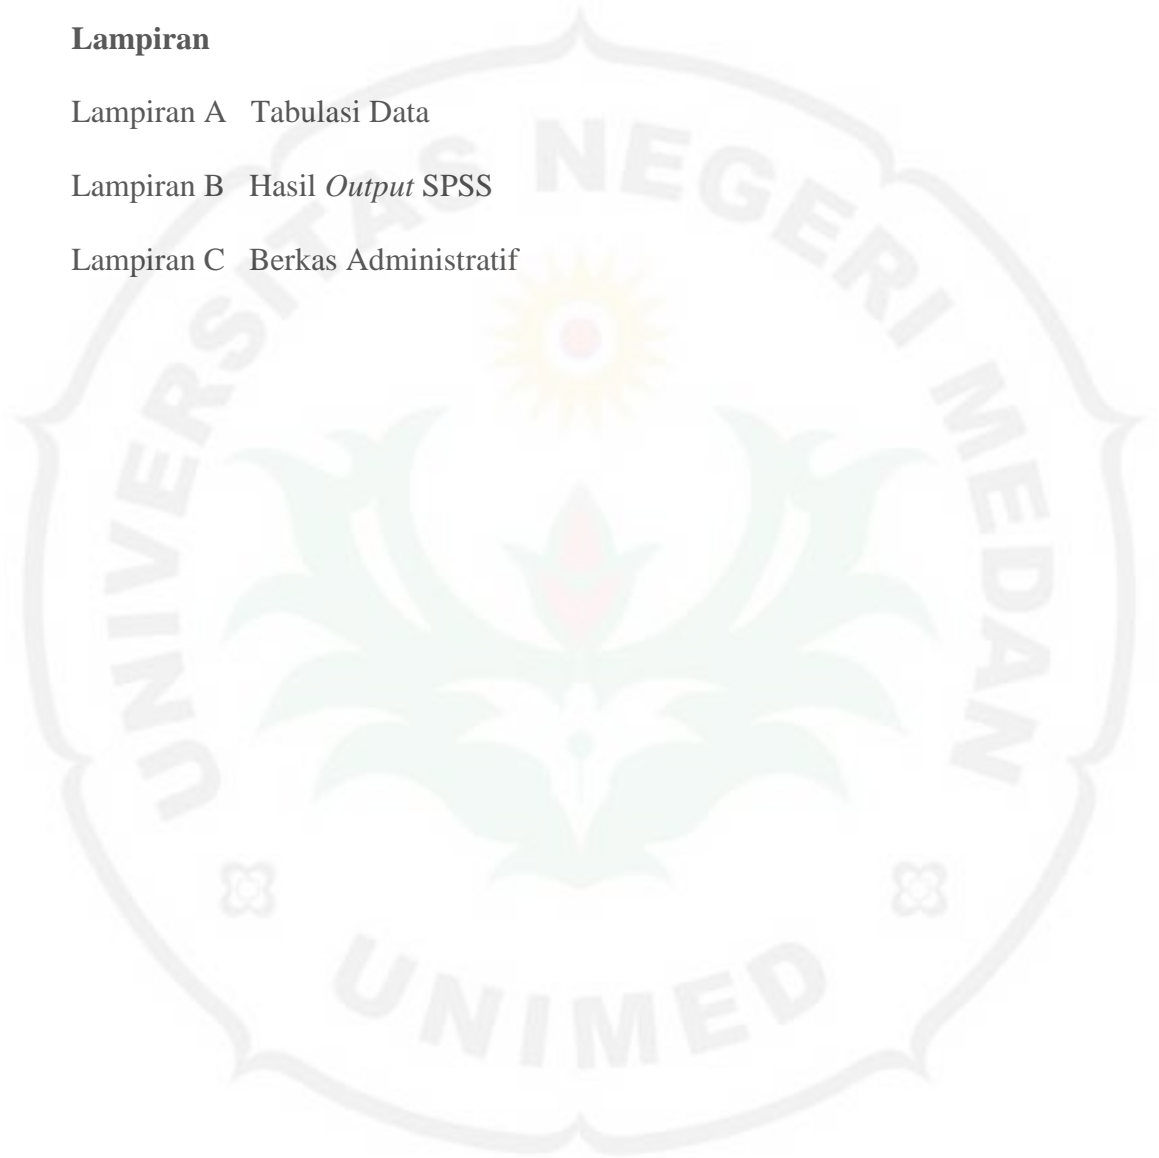 Lampiran
Lampiran A Tabulasi Data
Lampiran B Hasil Output SPSS
Lampiran C Berkas Administratif
UNIVERSITAS NEGERI MEDAN
UNIMED